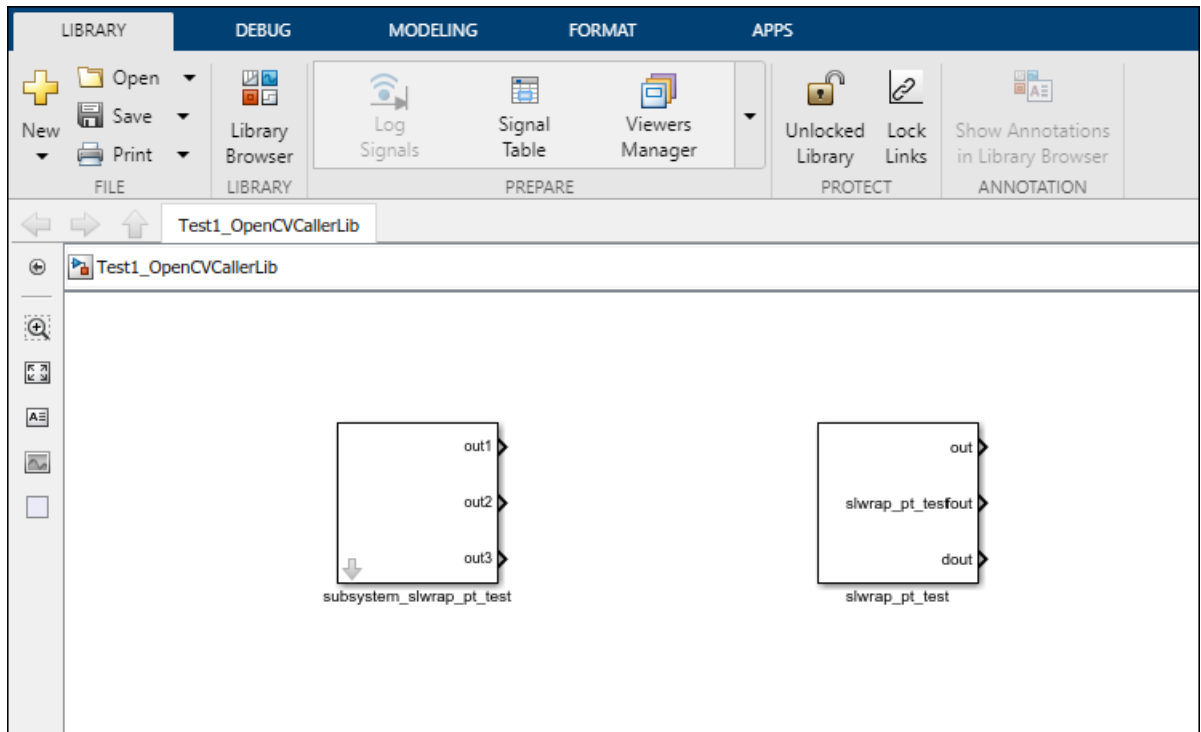 LIBRARY
DEBUG
MODELING
FORMAT
APPS
New
Open
Save
Print
Library
Browser
Log
Signals
Signal
Table
Viewers
Manager
Unlocked
Library
Lock
Links
Show Annotations
in Library Browser
FILE
LIBRARY
PREPARE
PROTECT
ANNOTATION
Test1_OpenCVCallerLib
Test1_OpenCVCallerLib
out1
out2
out3
subsystem_slwrap_pt_test
out
slwrap_pt_test
fout
dout
slwrap_pt_test